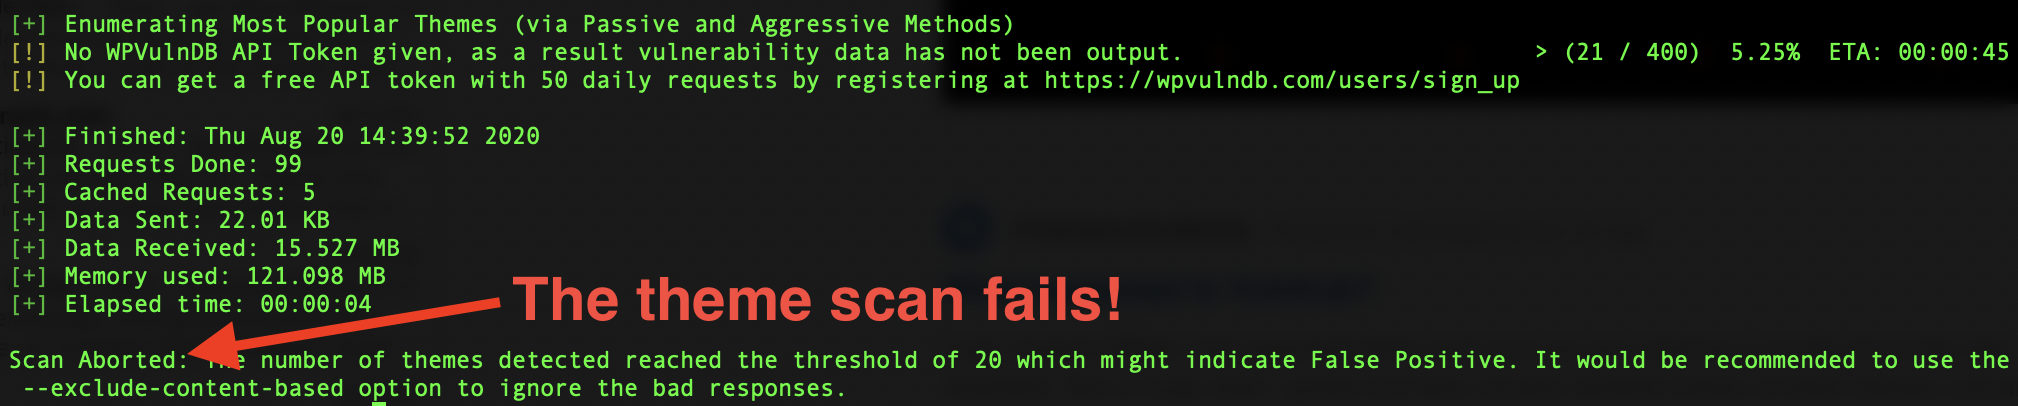 [+] Enumerating Most Popular Themes (via Passive and Aggressive Methods)
[!] No WPVulnDB API Token given, as a result vulnerability data has not been output. > (21 / 400) 5.25% ETA: 00:00:45
[!] You can get a free API token with 50 daily requests by registering at https://wpvulndb.com/users/sign_up
[+] Finished: Thu Aug 20 14:39:52 2020
[+] Requests Done: 99
[+] Cached Requests: 5
[+] Data Sent: 22.01 KB
[+] Data Received: 15.527 MB
[+] Memory used: 121.098 MB
[+] Elapsed time: 00:00:04
The theme scan fails!
Scan Aborted: The number of themes detected reached the threshold of 20 which might indicate False Positive. It would be recommended to use the
--exclude-content-based option to ignore the bad responses.